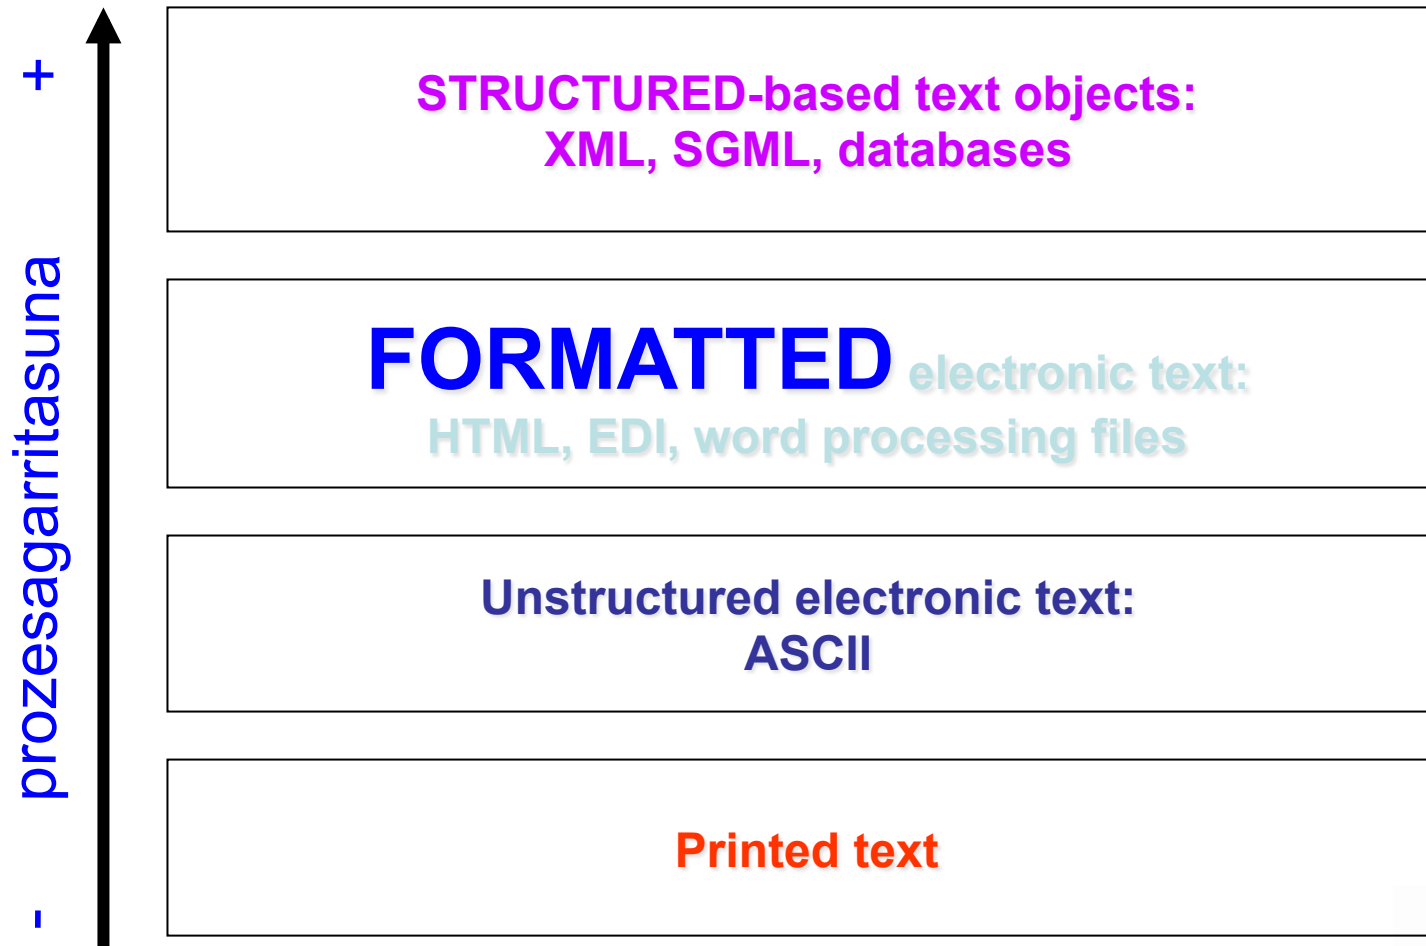 - prozesagarritasuna +
STRUCTURED-based text objects:
XML, SGML, databases
FORMATTED electronic text:
HTML, EDI, word processing files
Unstructured electronic text:
ASCII
Printed text